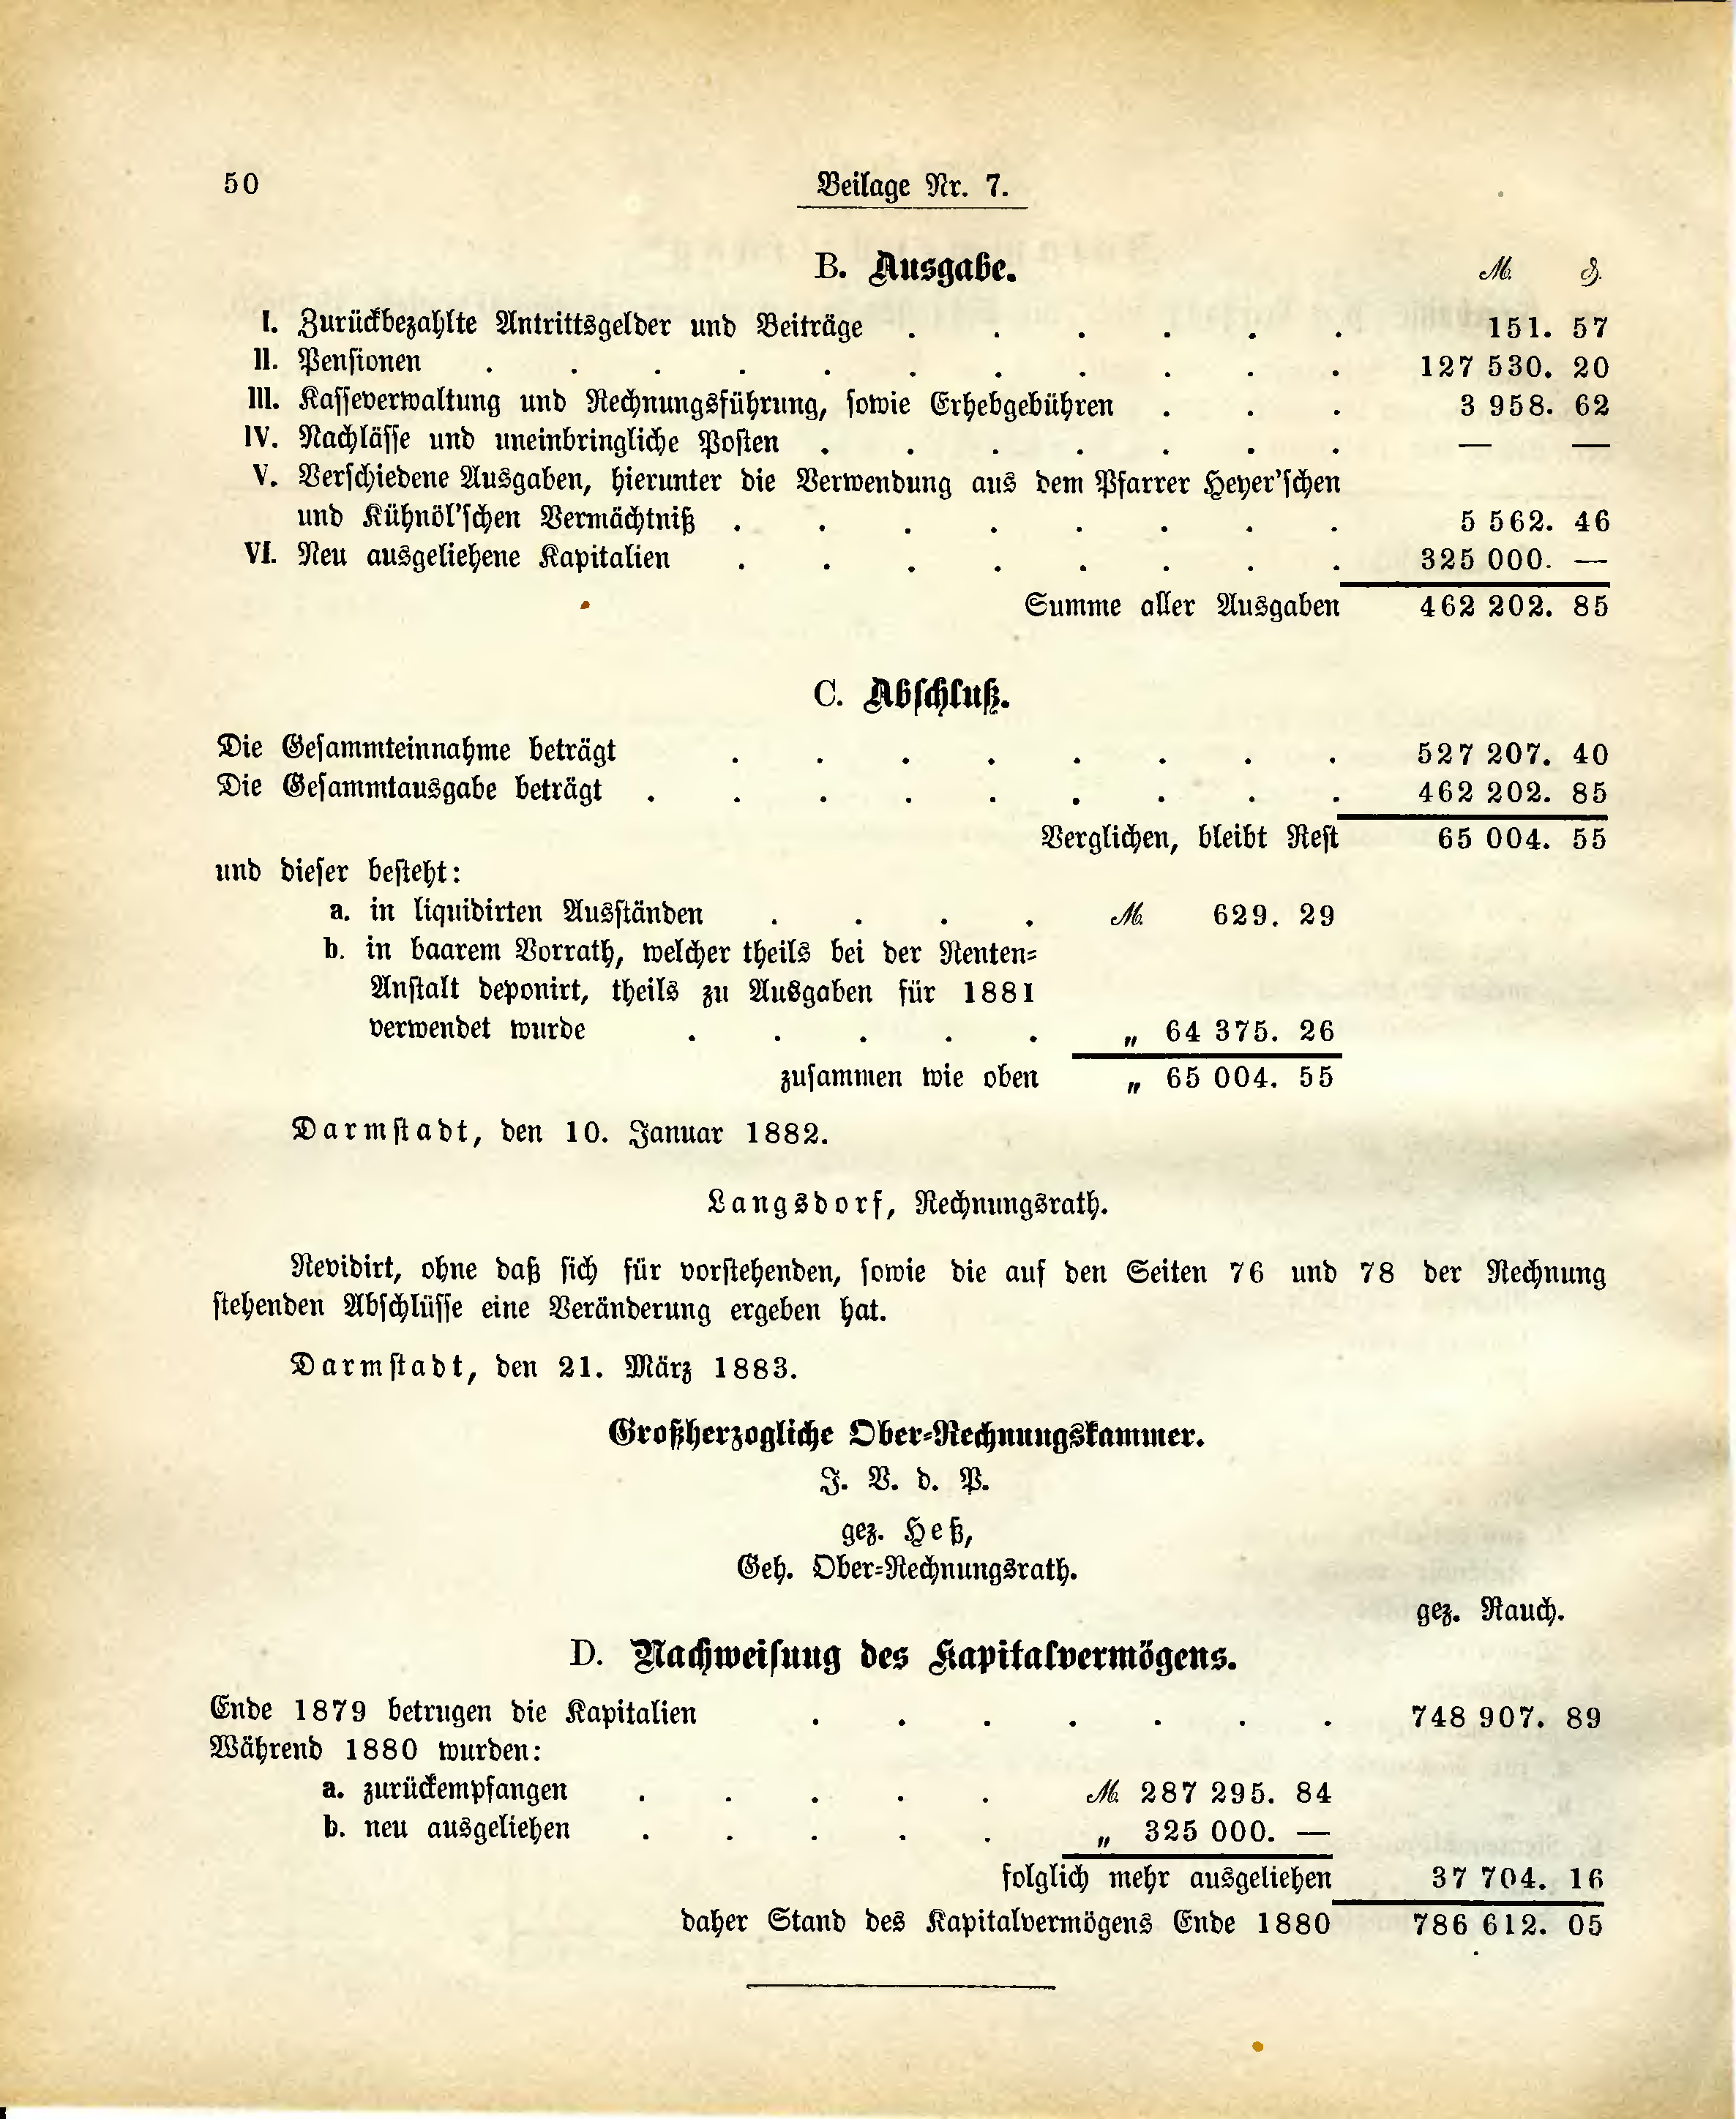 50
Beilage Nr. 7.
B. Ausgabe. ℳ. ₰.
I. Zurückbezahlte Antrittsgelder und Beiträge . . . . . . 151. 57
II. Pensionen . . . . . . . . . . . 127 530. 20
III. Kasseverwaltung und Rechnungsführung, sowie Erhebgebühren . . . 3 958. 62
IV. Nachlässe und uneinbringliche Posten . . . . . . . — —
V. Verschiedene Ausgaben, hierunter die Verwendung aus dem Pfarrer Heyer'schen
und Kühnöl'schen Vermächtniß . . . . . . . . 5 562. 46
VI. Neu ausgeliehene Kapitalien . . . . . . . . 325 000. —
Summe aller Ausgaben 462 202. 85
C. Abschluß.
Die Gesammteinnahme beträgt . . . . . . . . 527 207. 40
Die Gesammtausgabe beträgt . . . . . . . . . 462 202. 85
Verglichen, bleibt Rest 65 004. 55
und dieser besteht:
a. in liquidirten Ausständen . . . . ℳ. 629. 29
b. in baarem Vorrath, welcher theils bei der Renten-
Anstalt deponirt, theils zu Ausgaben für 1881
verwendet wurde . . . . . „ 64 375. 26
zusammen wie oben „ 65 004. 55
Darmstadt, den 10. Januar 1882.
Langsdorf, Rechnungsrath.
Revidirt, ohne daß sich für vorstehenden, sowie die auf den Seiten 76 und 78 der Rechnung
stehenden Abschlüsse eine Veränderung ergeben hat.
Darmstadt, den 21. März 1883.
Großherzogliche Ober-Rechnungskammer.
J. V. d. P.
gez. Heß,
Geh. Ober-Rechnungsrath.
gez. Rauch.
D. Nachweisung des Kapitalvermögens.
Ende 1879 betrugen die Kapitalien . . . . . . . 748 907. 89
Während 1880 wurden:
a. zurückempfangen . . . . . ℳ. 287 295. 84
b. neu ausgeliehen . . . . . „ 325 000. —
folglich mehr ausgeliehen 37 704. 16
daher Stand des Kapitalvermögens Ende 1880 786 612. 05